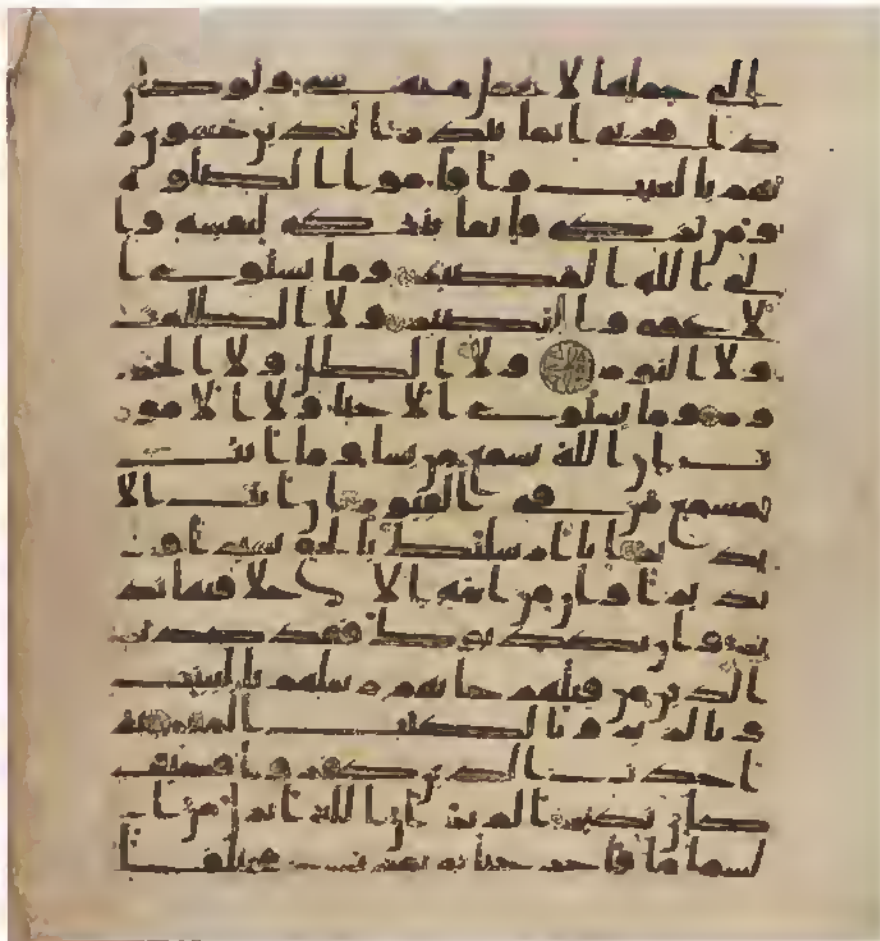 الى حملها لا يحمل منه شى ولو كان
ذا قربى انما تنذر الذين يخشون ر
بهم بالغيب واقاموا الصلوة
ومن تزكى فانما يتزكى لنفسه وا
لى الله المصير وما يستوى ا
لاعمى والبصير ولا الظلمت
ولا النور ولا الظل ولا الحر
ور وما يستوى الاحيا ولا الاموت
ان الله يسمع من يشا وما انت
بمسمع من فى القبور ان انت الا
نذير انا ارسلنك بالحق بشيرا و
نذيرا وان من امة الا خلا فيها نذ
ير وان يكذبوك فقد كذب
الذين من قبلهم جاتهم رسلهم بالبينت
وبالزبر وبالكتب المنير ثم
اخذت الذين كفروا فكيف
كان نكير الم تر ان الله انزل من ا
لسما ما فاخرجنا به ثمرت مختلفا